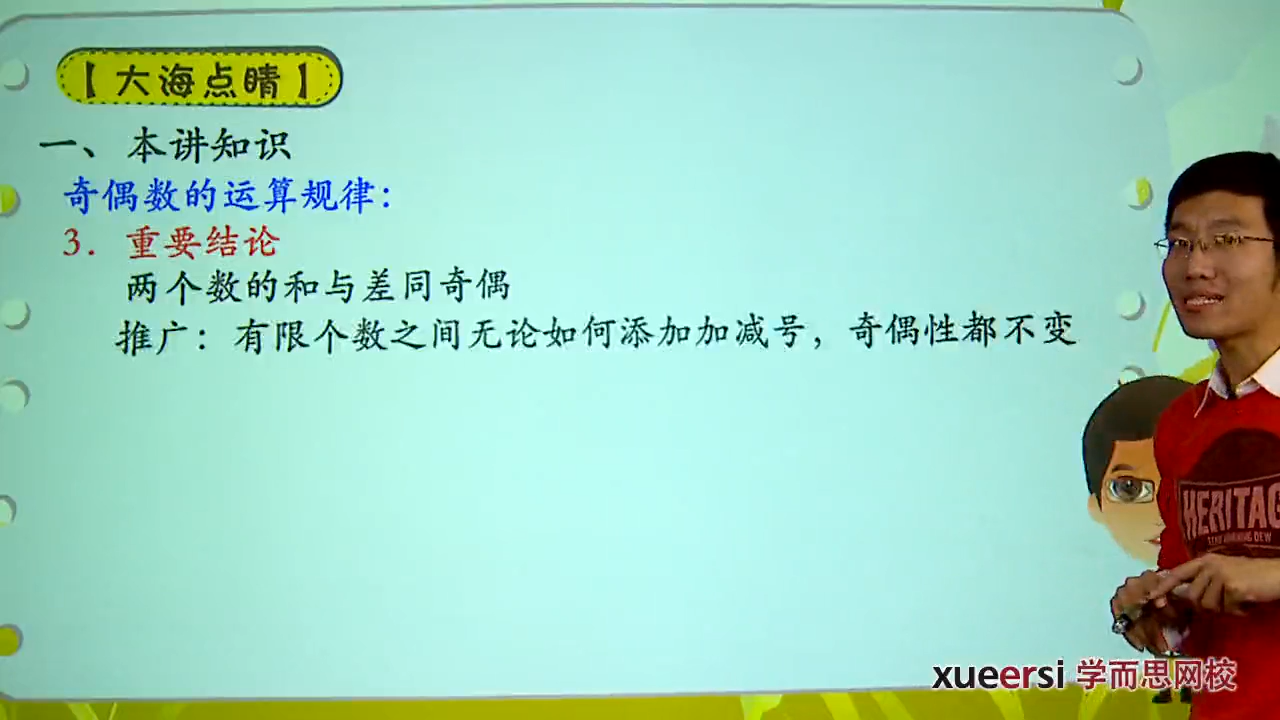 【大海点睛】
一、本讲知识
奇偶数的运算规律：
3．重要结论
两个数的和与差同奇偶
推广：有限个数之间无论如何添加加减号，奇偶性都不变
HERITAG
xueersi 学而思网校